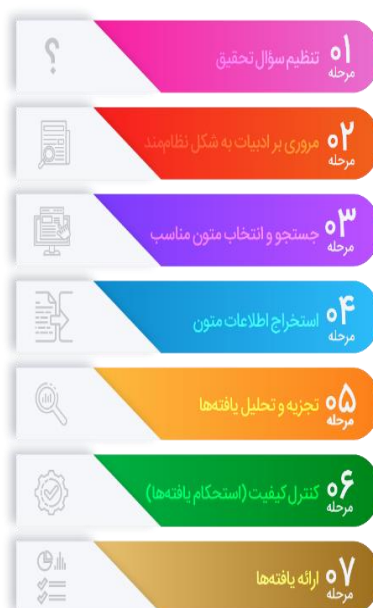 ۰۱ تنظیم سؤال تحقیق
مرحله
۰۲ مروری بر ادبیات به شکل نظام‌مند
مرحله
۰۳ جستجو و انتخاب متون مناسب
مرحله
۰۴ استخراج اطلاعات متون
مرحله
۰۵ تجزیه و تحلیل یافته‌ها
مرحله
۰۶ کنترل کیفیت (استحکام یافته‌ها)
مرحله
۰۷ ارائه یافته‌ها
مرحله